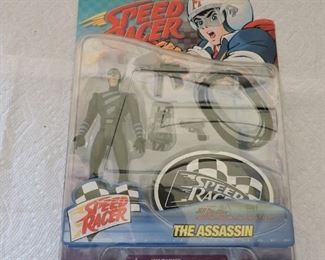 SPEED
RACER
SPEED
RACER
SPEED
RACER
THE ASSASSIN